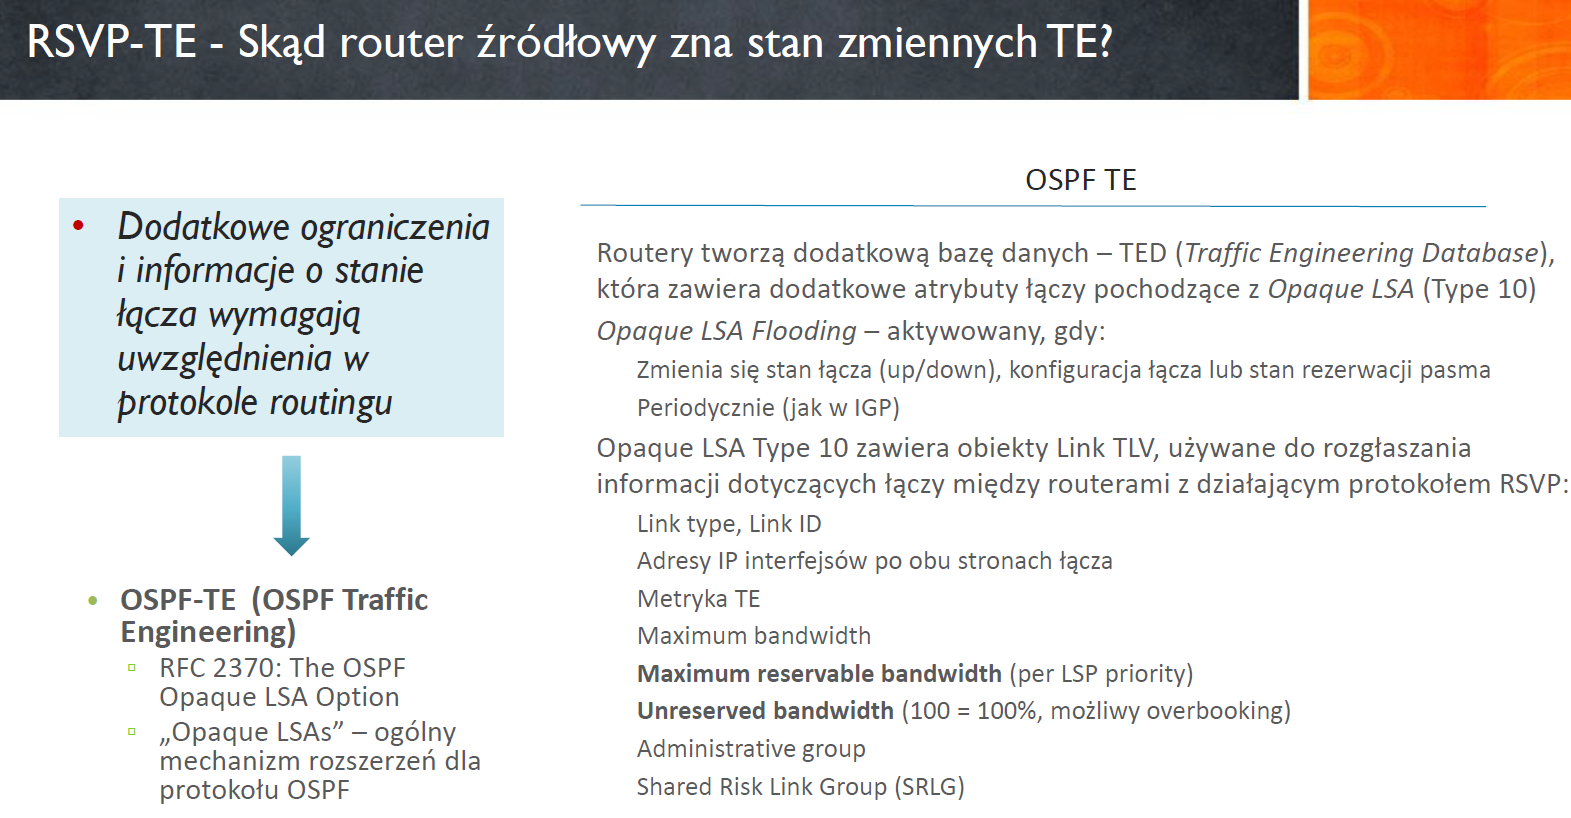 RSVP-TE - Skąd router źródłowy zna stan zmiennych TE?
• Dodatkowe ograniczenia
i informacje o stanie
łącza wymagają
uwzględnienia w
protokole routingu
• OSPF-TE (OSPF Traffic
Engineering)
▫ RFC 2370: The OSPF
Opaque LSA Option
▫ „Opaque LSAs” – ogólny
mechanizm rozszerzeń dla
protokołu OSPF
OSPF TE
Routery tworzą dodatkową bazę danych – TED (Traffic Engineering Database),
która zawiera dodatkowe atrybuty łączy pochodzące z Opaque LSA (Type 10)
Opaque LSA Flooding – aktywowany, gdy:
Zmienia się stan łącza (up/down), konfiguracja łącza lub stan rezerwacji pasma
Periodycznie (jak w IGP)
Opaque LSA Type 10 zawiera obiekty Link TLV, używane do rozgłaszania
informacji dotyczących łączy między routerami z działającym protokołem RSVP:
Link type, Link ID
Adresy IP interfejsów po obu stronach łącza
Metryka TE
Maximum bandwidth
Maximum reservable bandwidth (per LSP priority)
Unreserved bandwidth (100 = 100%, możliwy overbooking)
Administrative group
Shared Risk Link Group (SRLG)